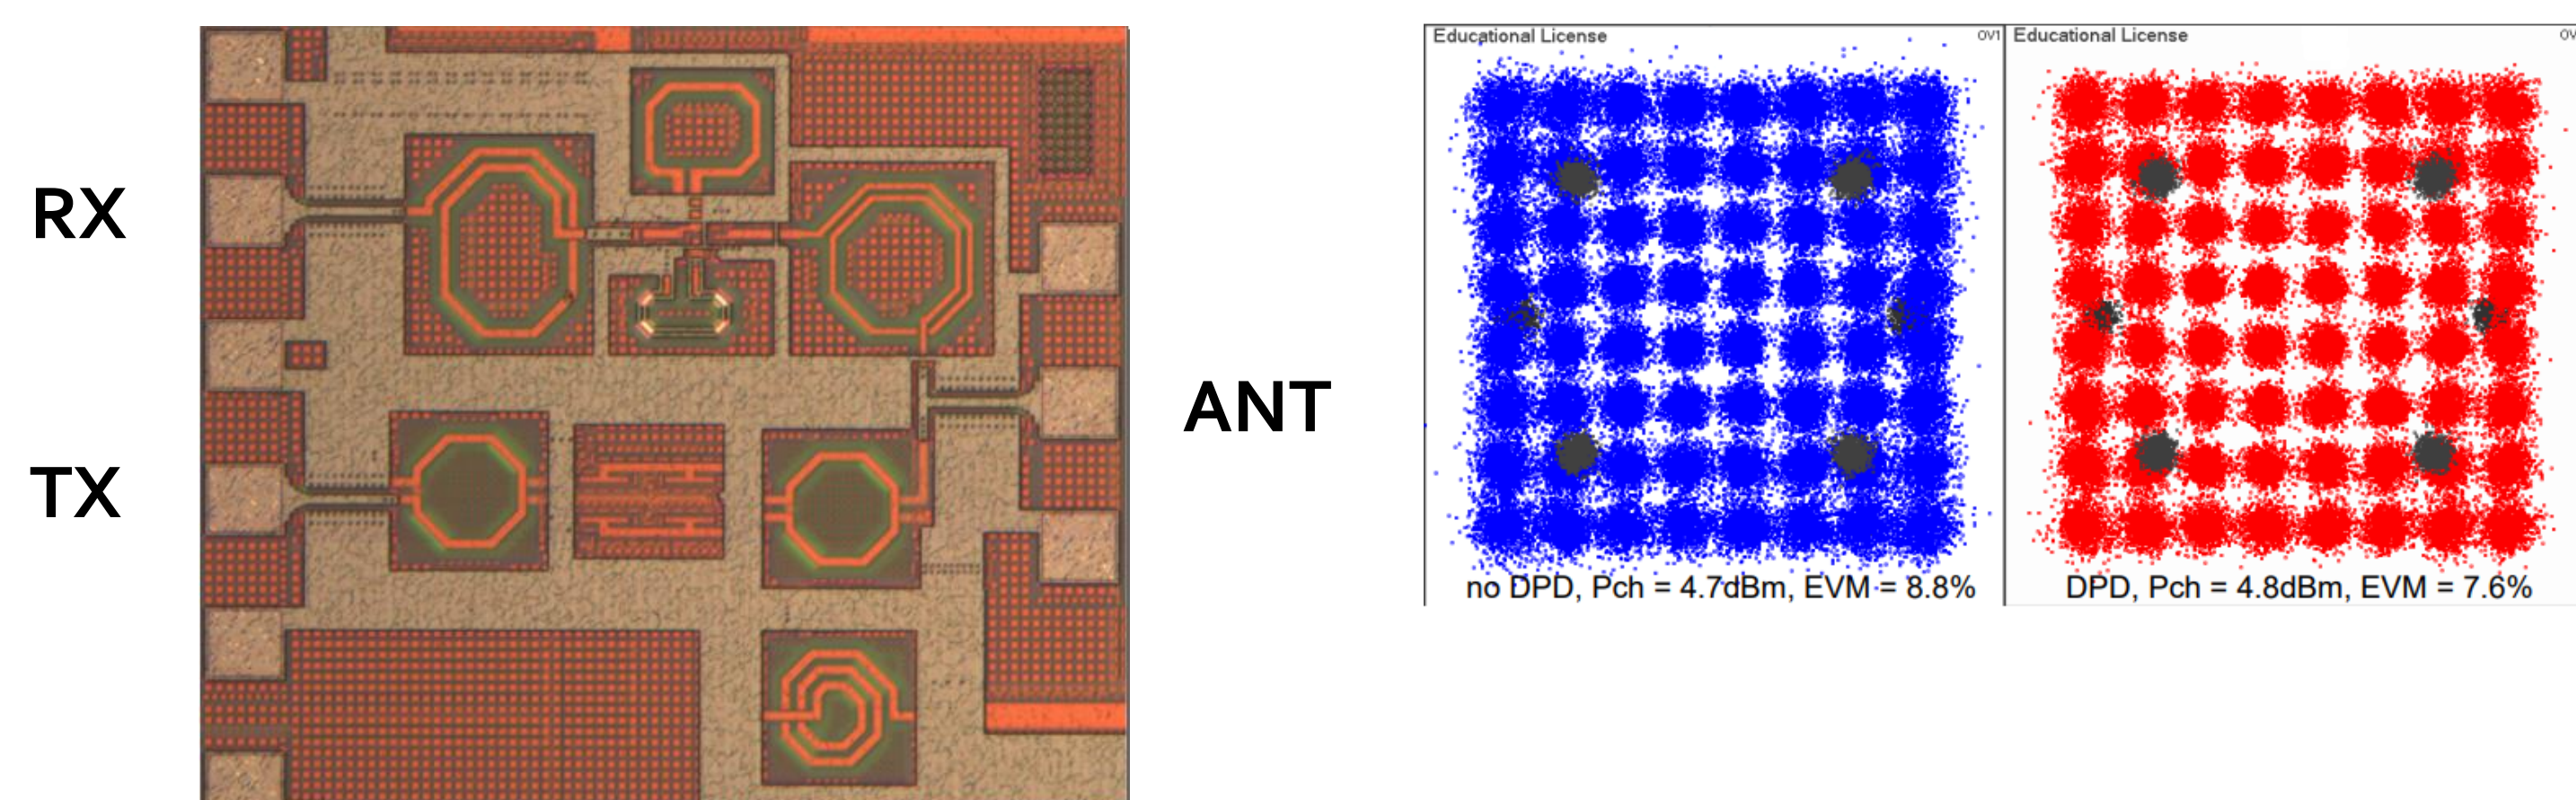 RX
TX
ANT
Educational License
OV1
Educational License
OV
no DPD, Pch = 4.7dBm, EVM = 8.8%
DPD, Pch = 4.8dBm, EVM = 7.6%